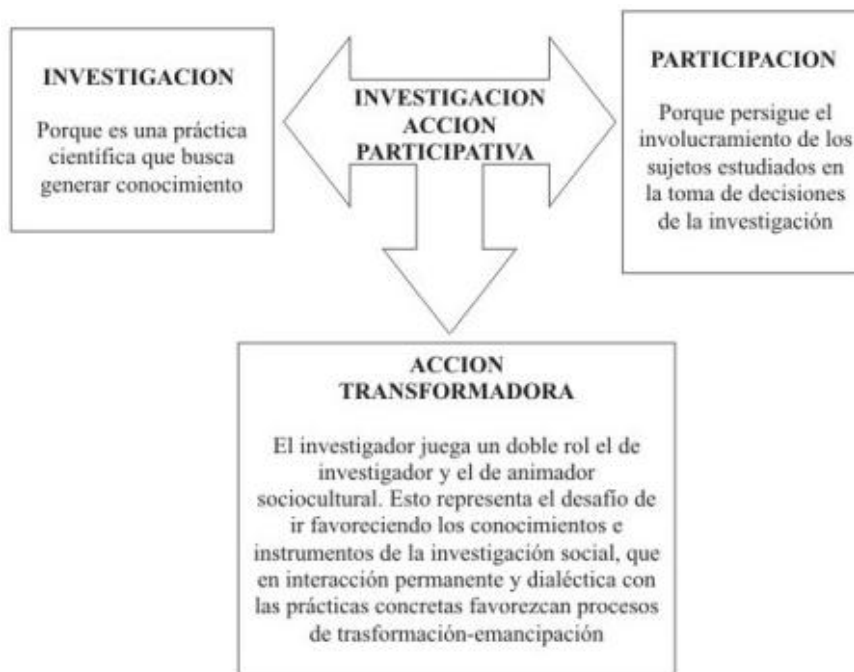 INVESTIGACION
Porque es una práctica
científica que busca
generar conocimiento
INVESTIGACION
ACCION
PARTICIPATIVA
PARTICIPACION
Porque persigue el
involucramiento de los
sujetos estudiados en
la toma de decisiones
de la investigación
ACCION
TRANSFORMADORA
El investigador juega un doble rol el de
investigador y el de animador
sociocultural. Esto representa el desafío de
ir favoreciendo los conocimientos e
instrumentos de la investigación social, que
en interacción permanente y dialéctica con
las prácticas concretas favorezcan procesos
de trasformación-emancipación